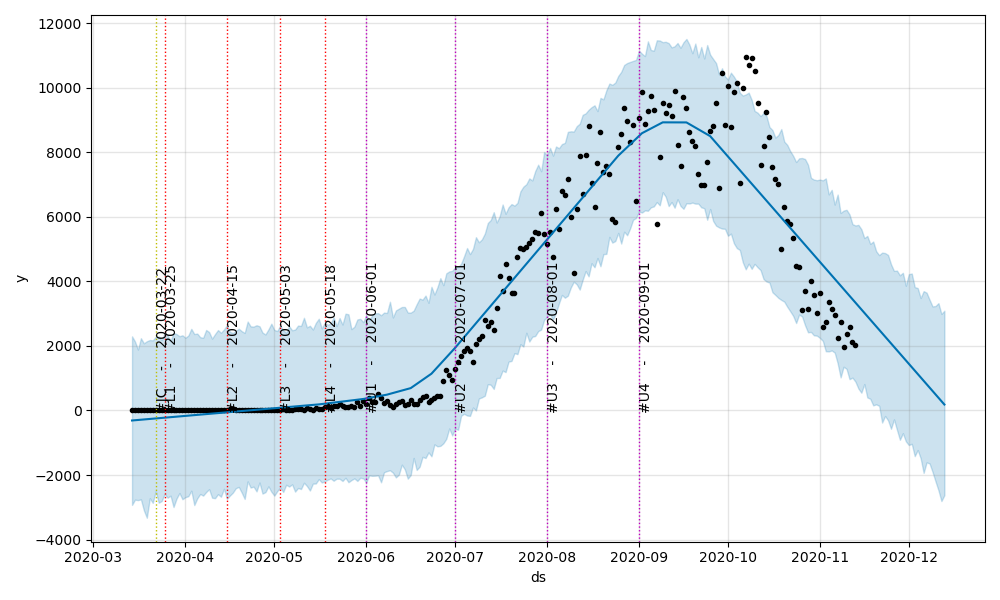 12000
10000
8000
6000
4000
2000
0
−2000
−4000
y
#JC - 2020-03-22
#L1 - 2020-03-25
#L2 - 2020-04-15
#L3 - 2020-05-03
#L4 - 2020-05-18
#U1 - 2020-06-01
#U2 - 2020-07-01
#U3 - 2020-08-01
#U4 - 2020-09-01
2020-03 2020-04 2020-05 2020-06 2020-07 2020-08 2020-09 2020-10 2020-11 2020-12
ds